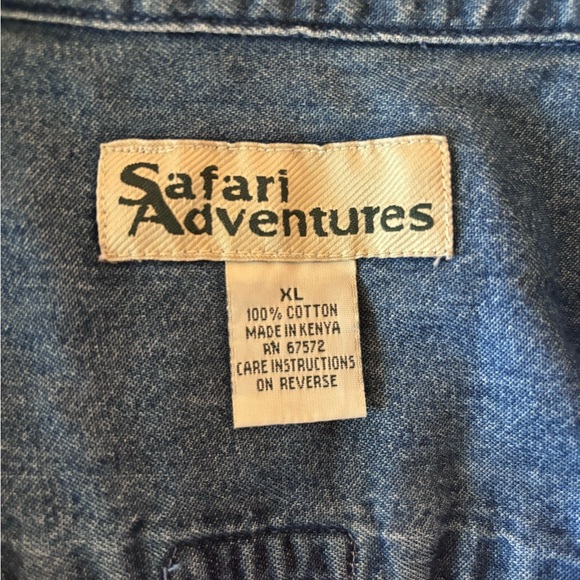 Safari
Adventures
XL
100% COTTON
MADE IN KENYA
RN 67572
CARE INSTRUCTIONS
ON REVERSE